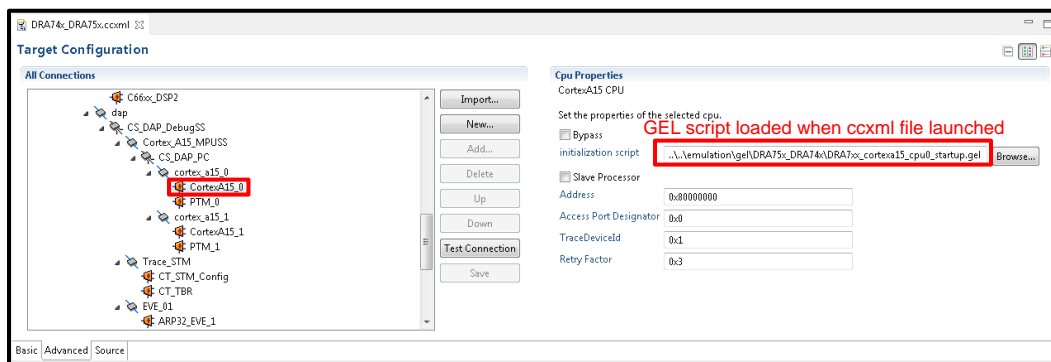 DRA74x_DRA75x.ccxml
Target Configuration
All Connections
C66xx_DSP2
dap
CS_DAP_DebugSS
Cortex_A15_MPUSS
CS_DAP_PC
cortex_a15_0
CortexA15_0
PTM_0
cortex_a15_1
CortexA15_1
PTM_1
Trace_STM
CT_STM_Config
CT_TBR
EVE_01
ARP32_EVE_1
Import...
New...
Add...
Delete
Up
Down
Test Connection
Save
Cpu Properties
CortexA15 CPU
Set the properties of the selected cpu.
GEL script loaded when ccxml file launched
Bypass
initialization script ..\..\emulation\gel\DRA75x_DRA74x\DRA7xx_cortexa15_cpu0_startup.gel Browse...
Slave Processor
Address 0x80000000
Access Port Designator 0x0
TraceDeviceId 0x1
Retry Factor 0x3
Basic Advanced Source